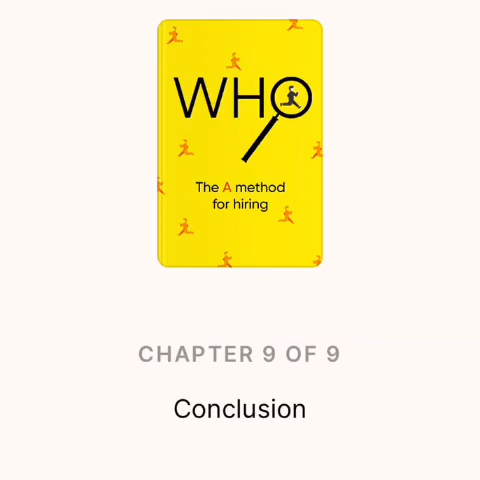 WHO
The A method
for hiring
CHAPTER 9 OF 9
Conclusion